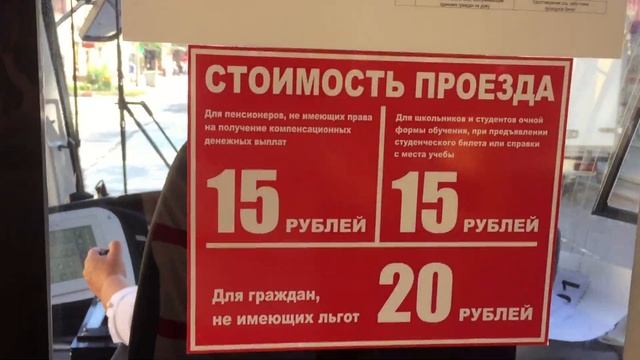 СТОИМОСТЬ ПРОЕЗДА
Для пенсионеров, не имеющих права
на получение компенсационных
денежных выплат
15 РУБЛЕЙ
Для школьников и студентов очной
формы обучения, при предъявлении
студенческого билета или справки
с места учебы
15 РУБЛЕЙ
Для граждан,
не имеющих льгот
20 РУБЛЕЙ